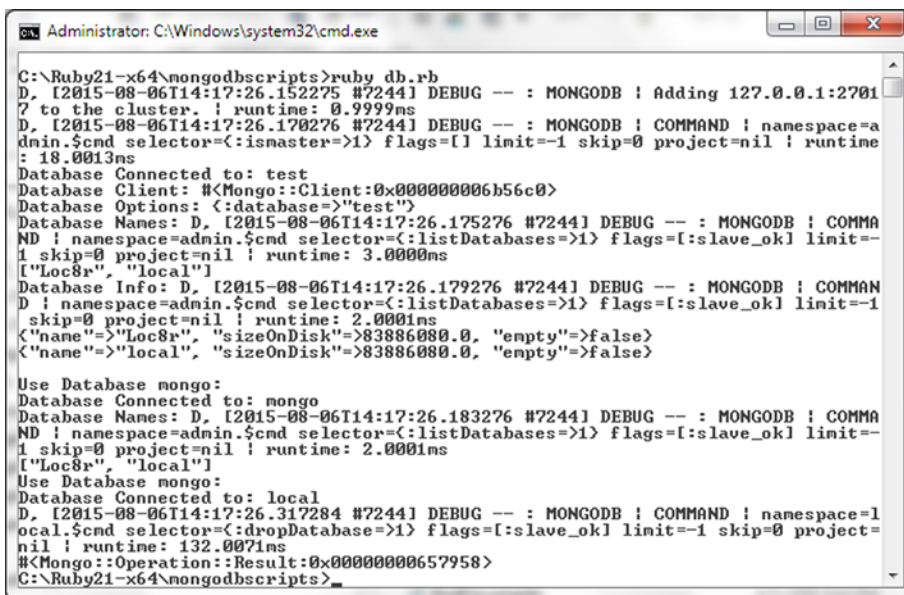 Administrator: C:\Windows\system32\cmd.exe
C:\Ruby21-x64\mongodbscripts>ruby db.rb
D, [2015-08-06T14:17:26.152275 #7244] DEBUG -- : MONGODB ¦ Adding 127.0.0.1:2701
7 to the cluster. ¦ runtime: 0.9999ms
D, [2015-08-06T14:17:26.170276 #7244] DEBUG -- : MONGODB ¦ COMMAND ¦ namespace=a
dmin.$cmd selector={:ismaster=>1} flags=[] limit=-1 skip=0 project=nil ¦ runtime
: 18.0013ms
Database Connected to: test
Database Client: #<Mongo::Client:0x000000006b56c0>
Database Options: {:database=>"test"}
Database Names: D, [2015-08-06T14:17:26.175276 #7244] DEBUG -- : MONGODB ¦ COMMA
ND ¦ namespace=admin.$cmd selector={:listDatabases=>1} flags=[:slave_ok] limit=-
1 skip=0 project=nil ¦ runtime: 3.0000ms
["Loc8r", "local"]
Database Info: D, [2015-08-06T14:17:26.179276 #7244] DEBUG -- : MONGODB ¦ COMMAN
D ¦ namespace=admin.$cmd selector={:listDatabases=>1} flags=[:slave_ok] limit=-1
 skip=0 project=nil ¦ runtime: 2.0001ms
{"name"=>"Loc8r", "sizeOnDisk"=>83886080.0, "empty"=>false}
{"name"=>"local", "sizeOnDisk"=>83886080.0, "empty"=>false}
Use Database mongo:
Database Connected to: mongo
Database Names: D, [2015-08-06T14:17:26.183276 #7244] DEBUG -- : MONGODB ¦ COMMA
ND ¦ namespace=admin.$cmd selector={:listDatabases=>1} flags=[:slave_ok] limit=-
1 skip=0 project=nil ¦ runtime: 2.0001ms
["Loc8r", "local"]
Use Database mongo:
Database Connected to: local
D, [2015-08-06T14:17:26.317284 #7244] DEBUG -- : MONGODB ¦ COMMAND ¦ namespace=l
ocal.$cmd selector={:dropDatabase=>1} flags=[:slave_ok] limit=-1 skip=0 project=
nil ¦ runtime: 132.0071ms
#<Mongo::Operation::Result:0x00000000657958>
C:\Ruby21-x64\mongodbscripts>_